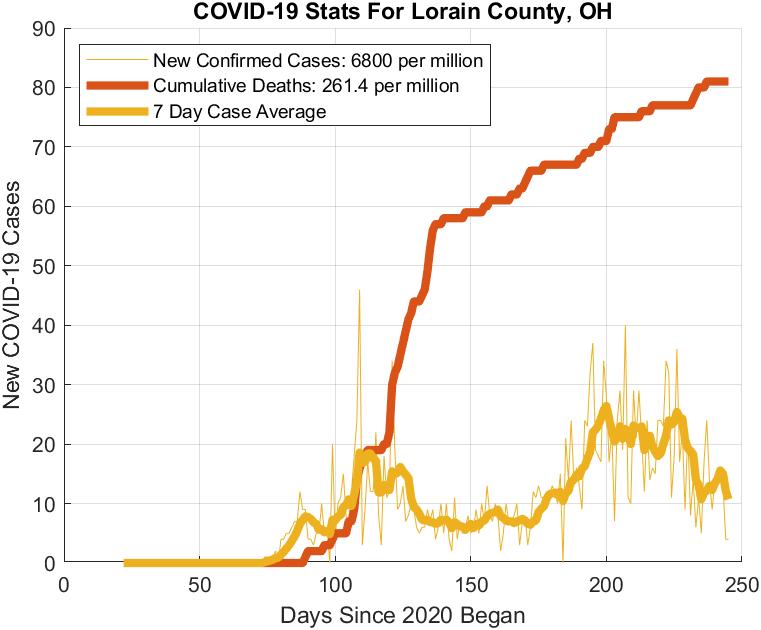 COVID-19 Stats For Lorain County, OH
New Confirmed Cases: 6800 per million
Cumulative Deaths: 261.4 per million
7 Day Case Average
New COVID-19 Cases
90
80
70
60
50
40
30
20
10
0
0 50 100 150 200 250
Days Since 2020 Began